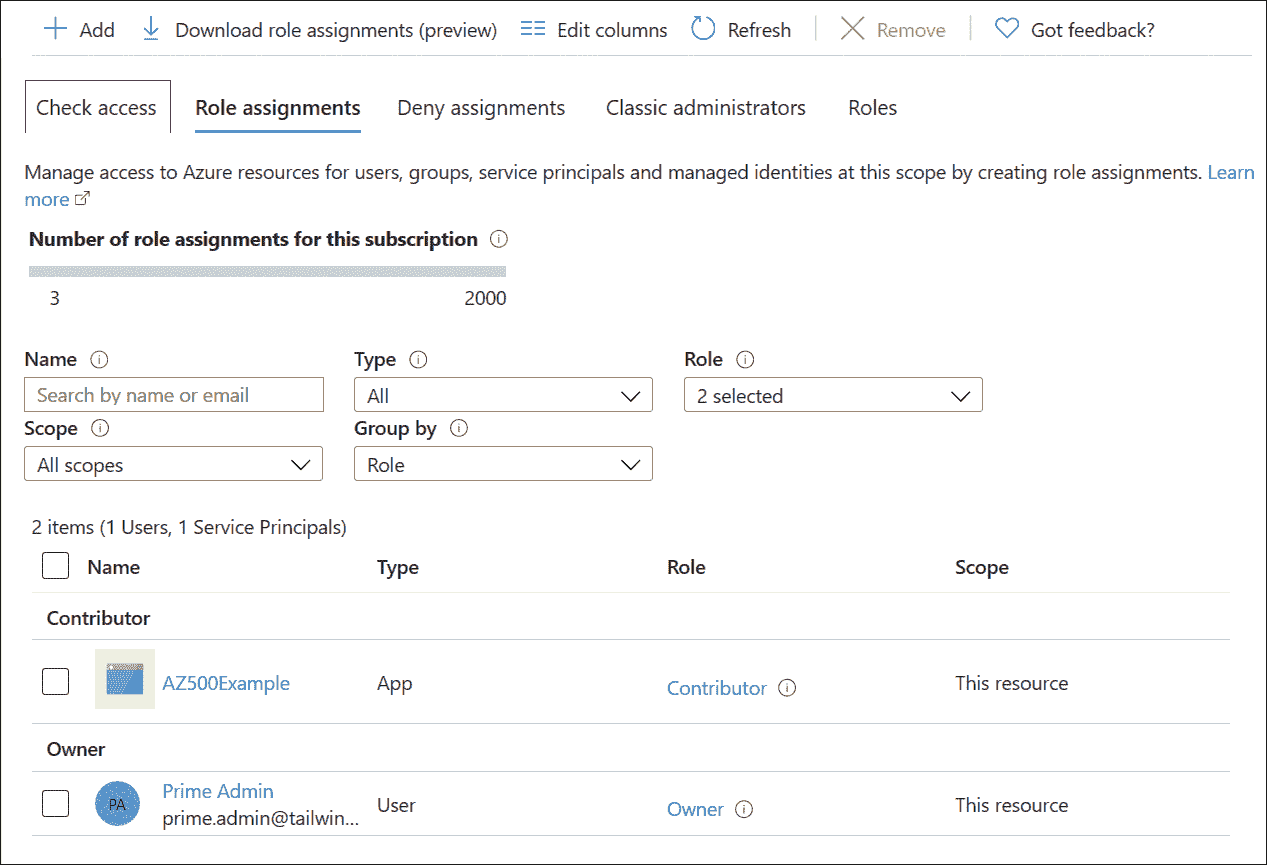 Add Download role assignments (preview) Edit columns Refresh Remove Got feedback?
Check access Role assignments Deny assignments Classic administrators Roles
Manage access to Azure resources for users, groups, service principals and managed identities at this scope by creating role assignments. Learn
more
Number of role assignments for this subscription
3 2000
Name Type Role
Search by name or email All 2 selected
Scope Group by
All scopes Role
2 items (1 Users, 1 Service Principals)
Name Type Role Scope
Contributor
AZ500Example App Contributor This resource
Owner
PA Prime Admin User Owner This resource
prime.admin@tailwin...